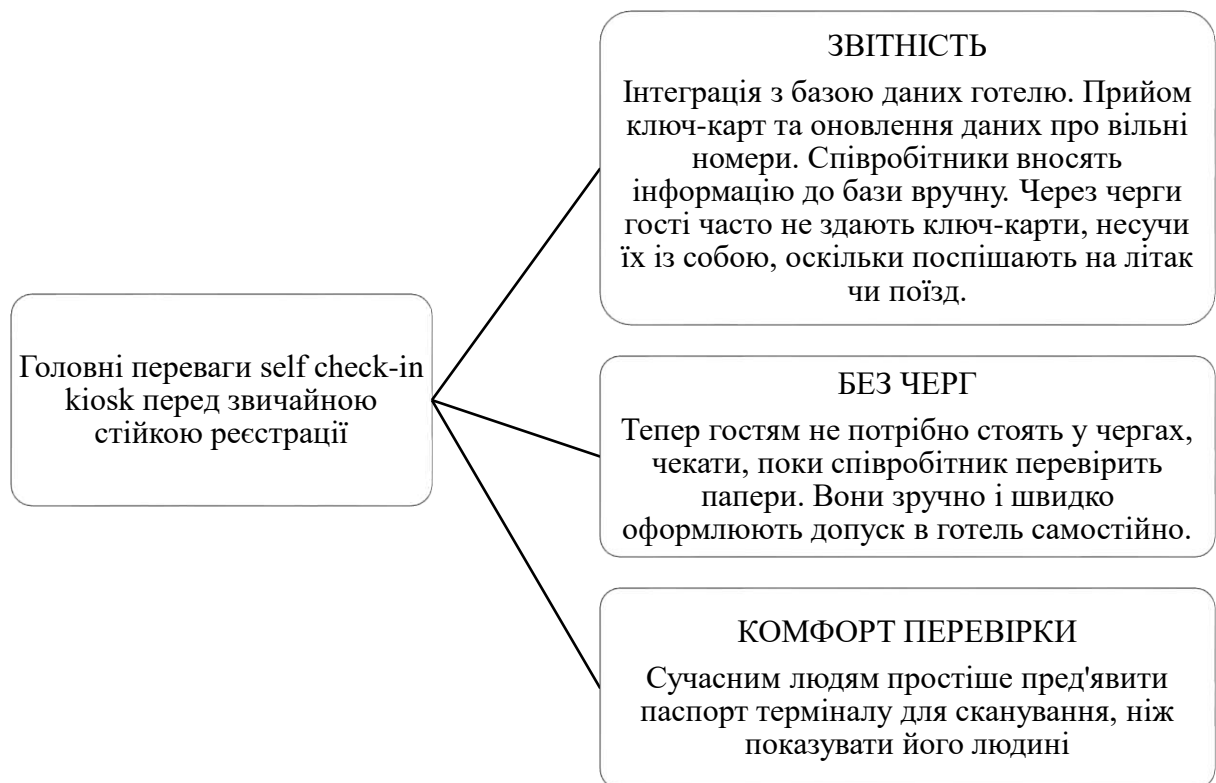 Головні переваги self check-in
kiosk перед звичайною
стійкою реєстрації
ЗВІТНІСТЬ
Інтеграція з базою даних готелю. Прийом
ключ-карт та оновлення даних про вільні
номери. Співробітники вносять
інформацію до бази вручну. Через черги
гості часто не здають ключ-карти, несучи
їх із собою, оскільки поспішають на літак
чи поїзд.
БЕЗ ЧЕРГ
Тепер гостям не потрібно стоять у чергах,
чекати, поки співробітник перевірить
папери. Вони зручно і швидко
оформлюють допуск в готель самостійно.
КОМФОРТ ПЕРЕВІРКИ
Сучасним людям простіше пред'явити
паспорт терміналу для сканування, ніж
показувати його людині